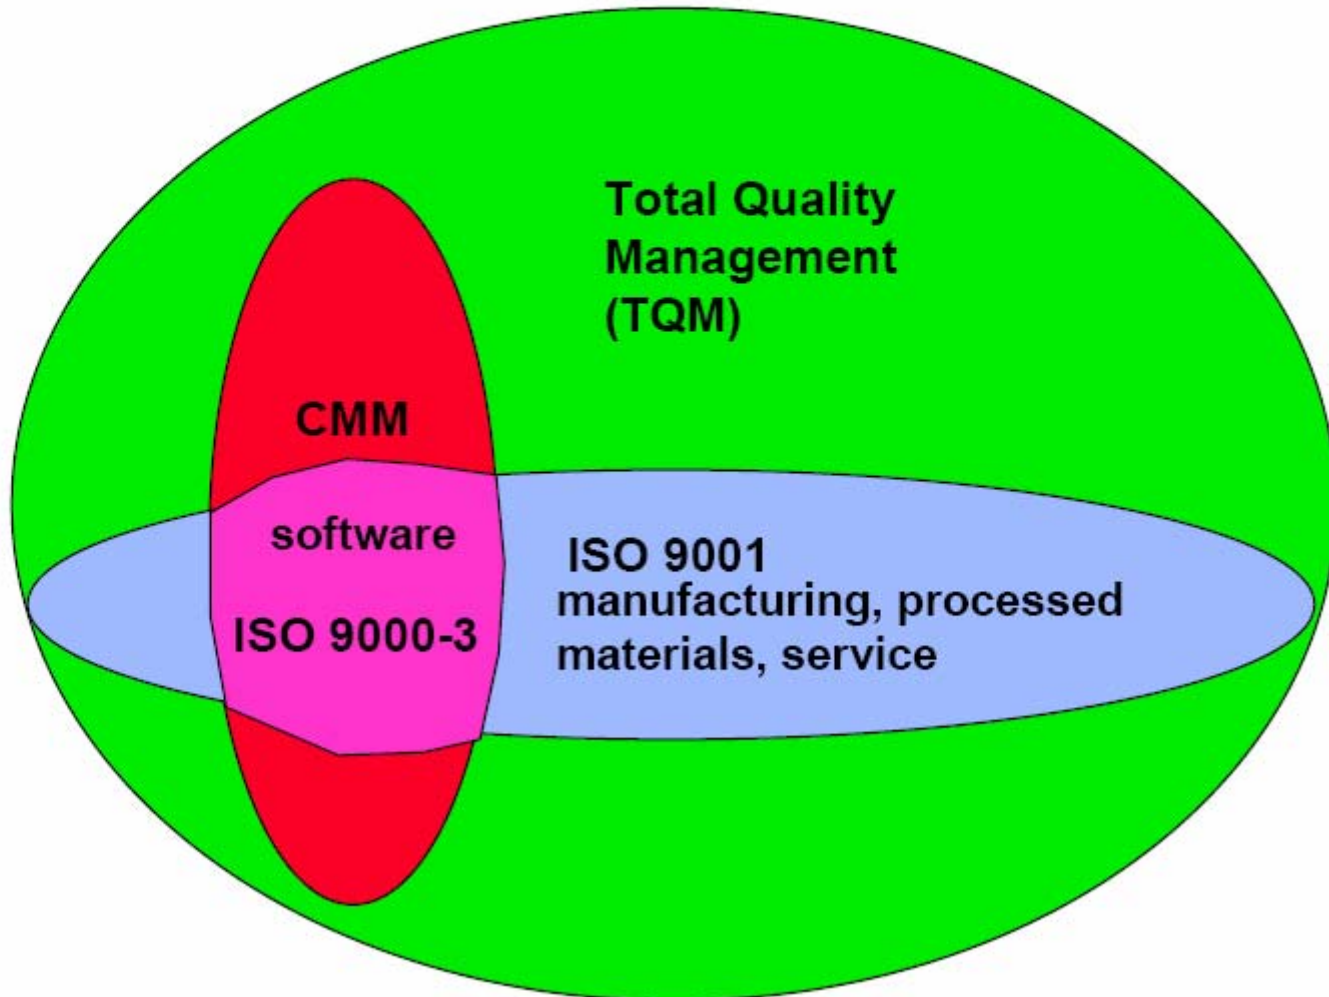 Total Quality
Management
(TQM)
CMM
software
ISO 9000-3
ISO 9001
manufacturing, processed
materials, service